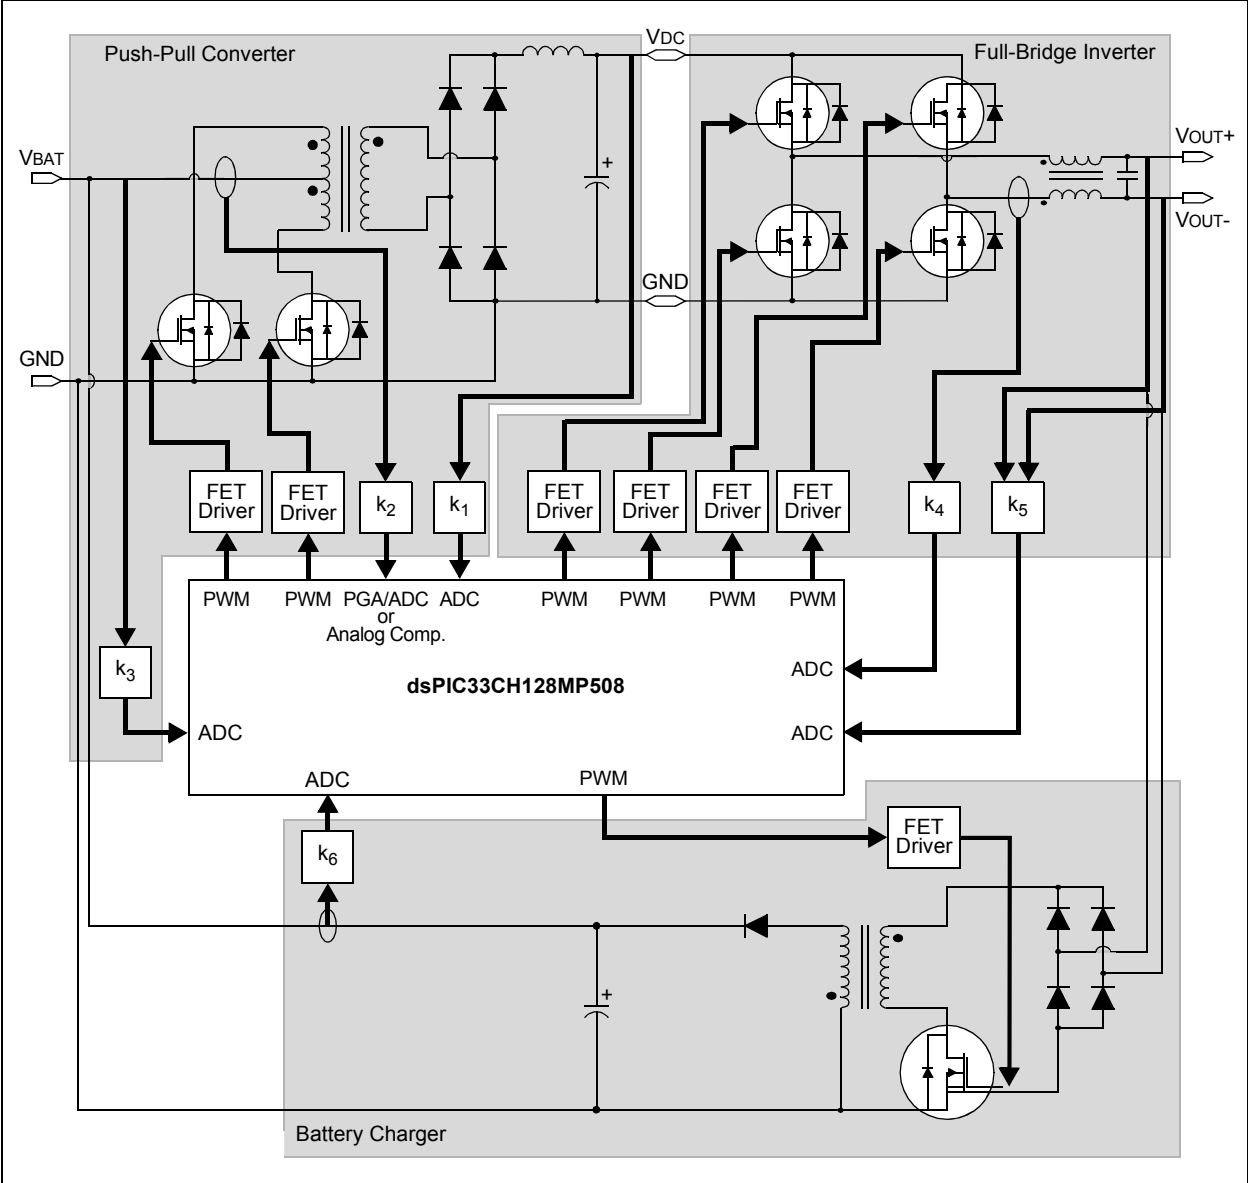 Push-Pull Converter
VDC
Full-Bridge Inverter
VBAT
+
VOUT+
VOUT-
GND
GND
FET
Driver
FET
Driver
k2
k1
FET
Driver
FET
Driver
FET
Driver
FET
Driver
k4
k5
PWM
PWM
PGA/ADC
or
Analog Comp.
ADC
PWM
PWM
PWM
PWM
k3
ADC
dsPIC33CH128MP508
ADC
ADC
ADC
PWM
k6
FET
Driver
+
Battery Charger